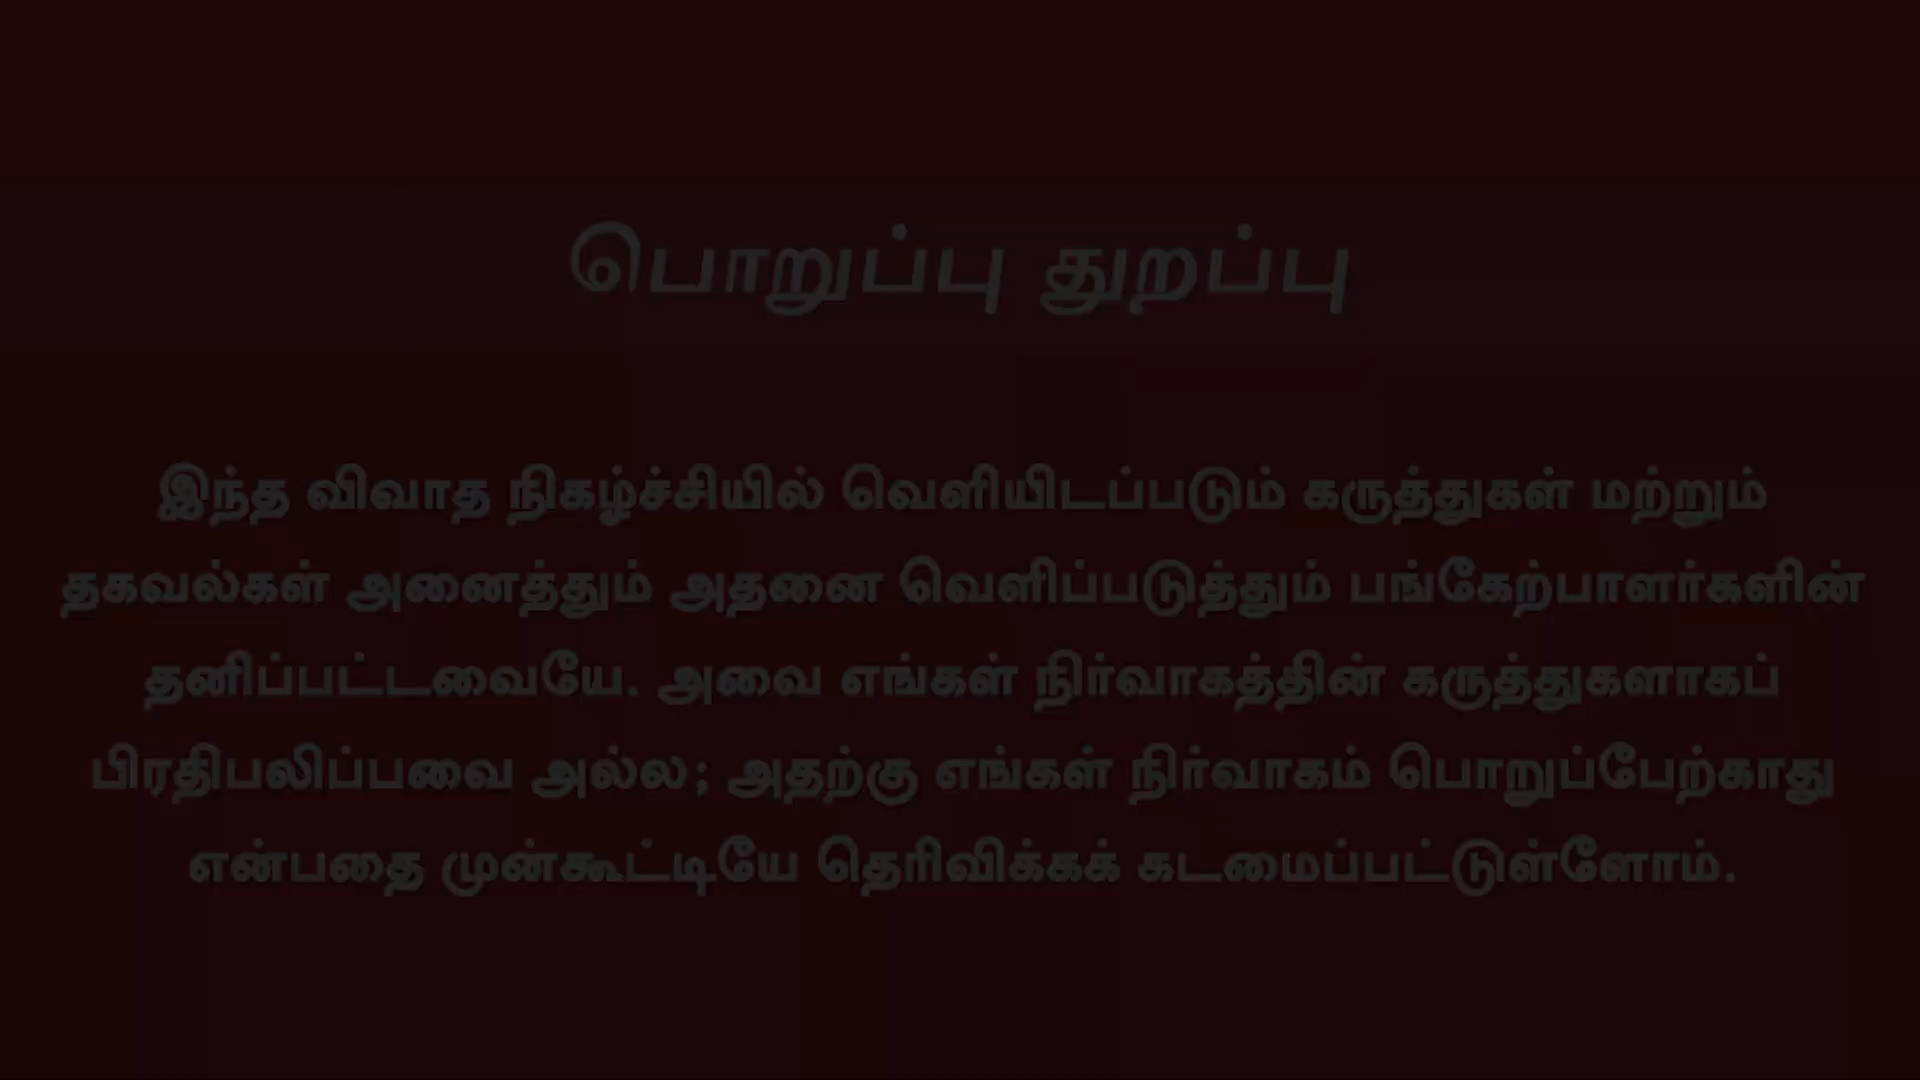 பொறுப்பு துறப்பு
இந்த விவாத நிகழ்ச்சியில் வெளியிடப்படும் கருத்துகள் மற்றும்
தகவல்கள் அனைத்தும் அதனை வெளிப்படுத்தும் பங்கேற்பாளர்களின்
தனிப்பட்டவையே. அவை எங்கள் நிர்வாகத்தின் கருத்துகளாகப்
பிரதிபலிப்பவை அல்ல; அதற்கு எங்கள் நிர்வாகம் பொறுப்பேற்காது
என்பதை முன்கூட்டியே தெரிவிக்கக் கடமைப்பட்டுள்ளோம்.